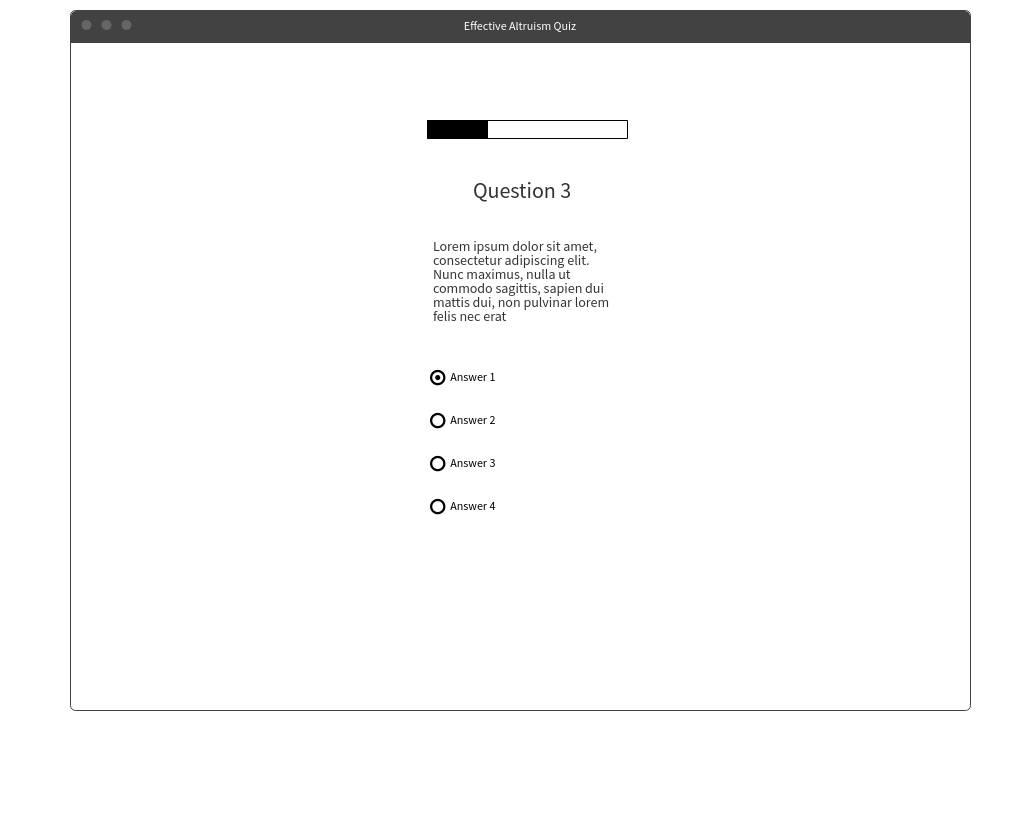 Effective Altruism Quiz
Question 3
Lorem ipsum dolor sit amet,
consectetur adipiscing elit.
Nunc maximus, nulla ut
commodo sagittis, sapien dui
mattis dui, non pulvinar lorem
felis nec erat
Answer 1
Answer 2
Answer 3
Answer 4